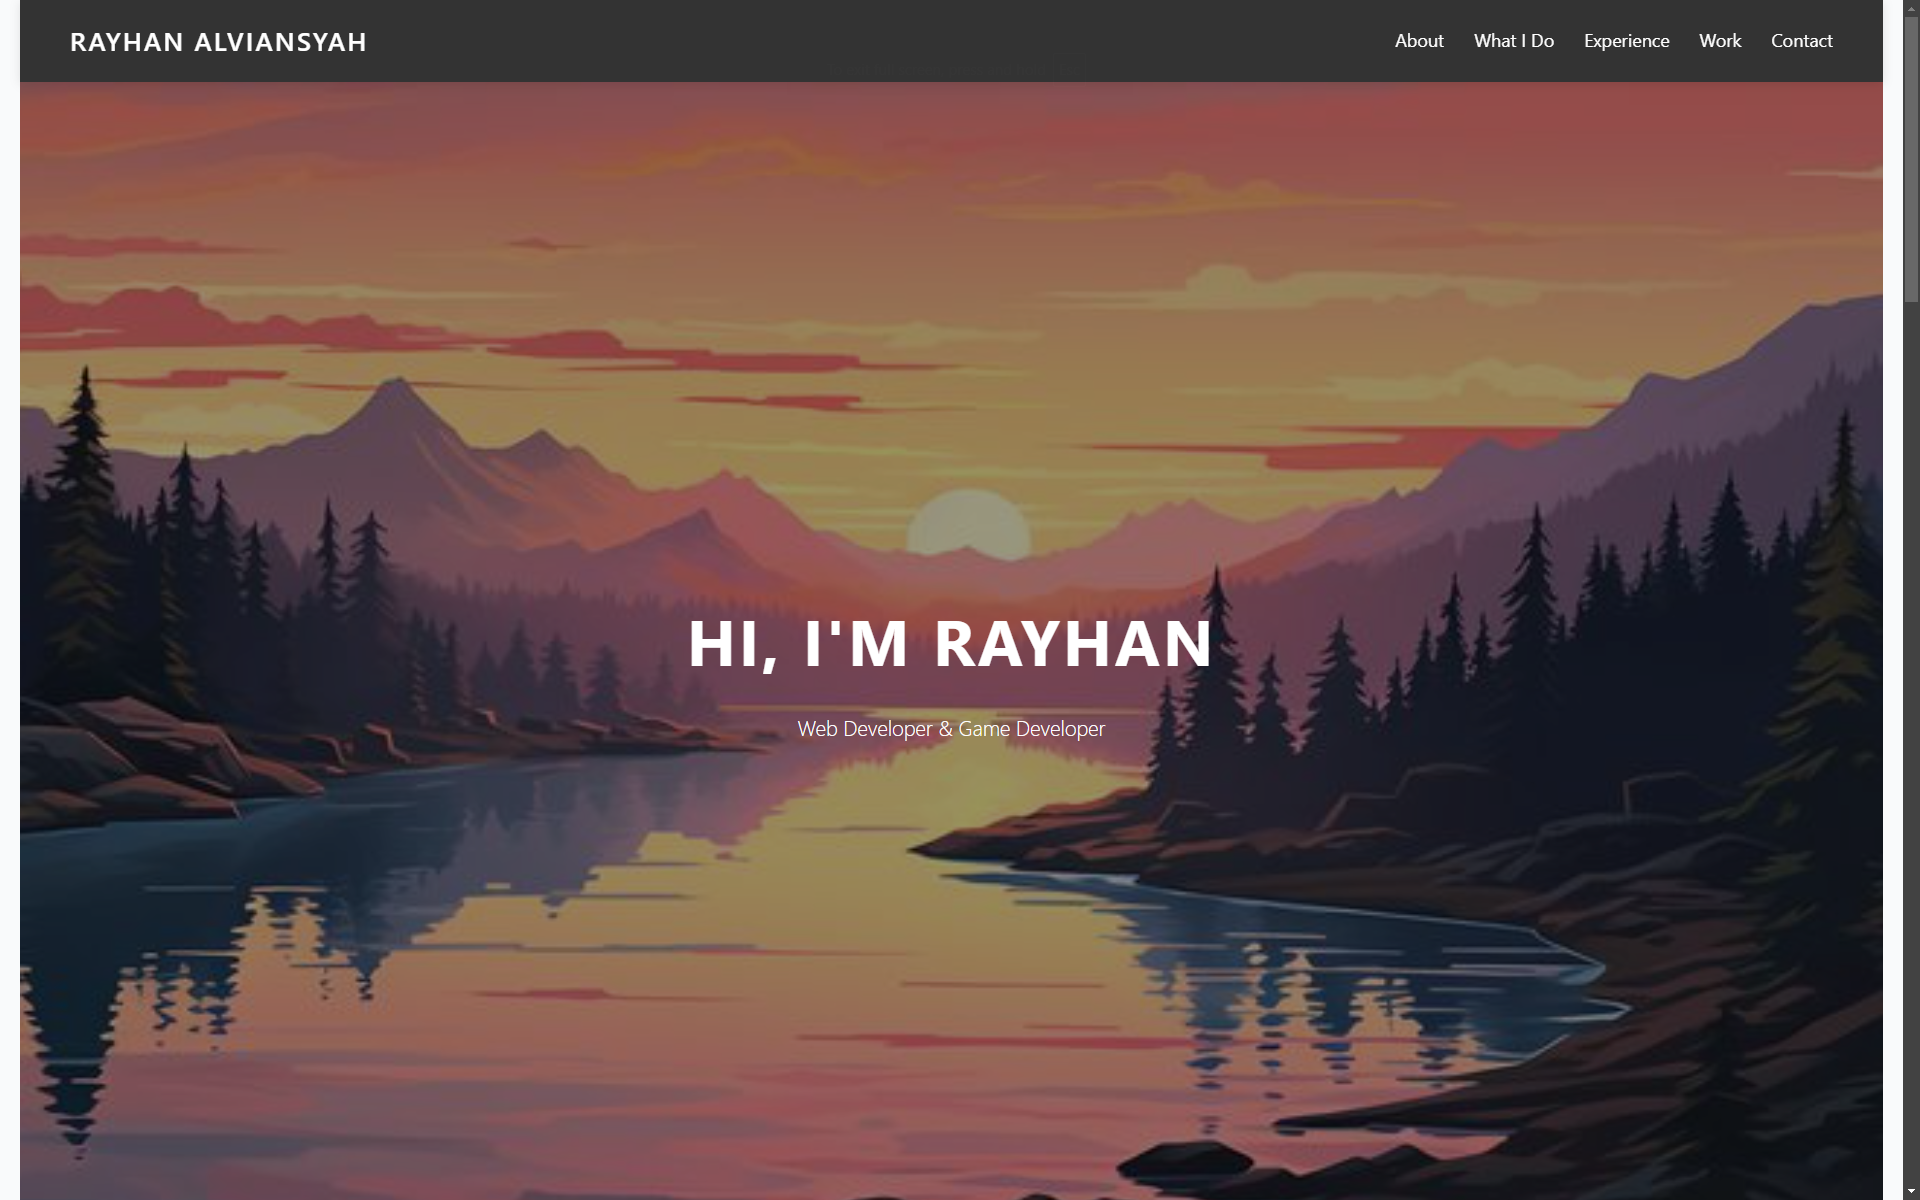 RAYHAN ALVIANSYAH
About What I Do Experience Work Contact
HI, I'M RAYHAN
Web Developer & Game Developer